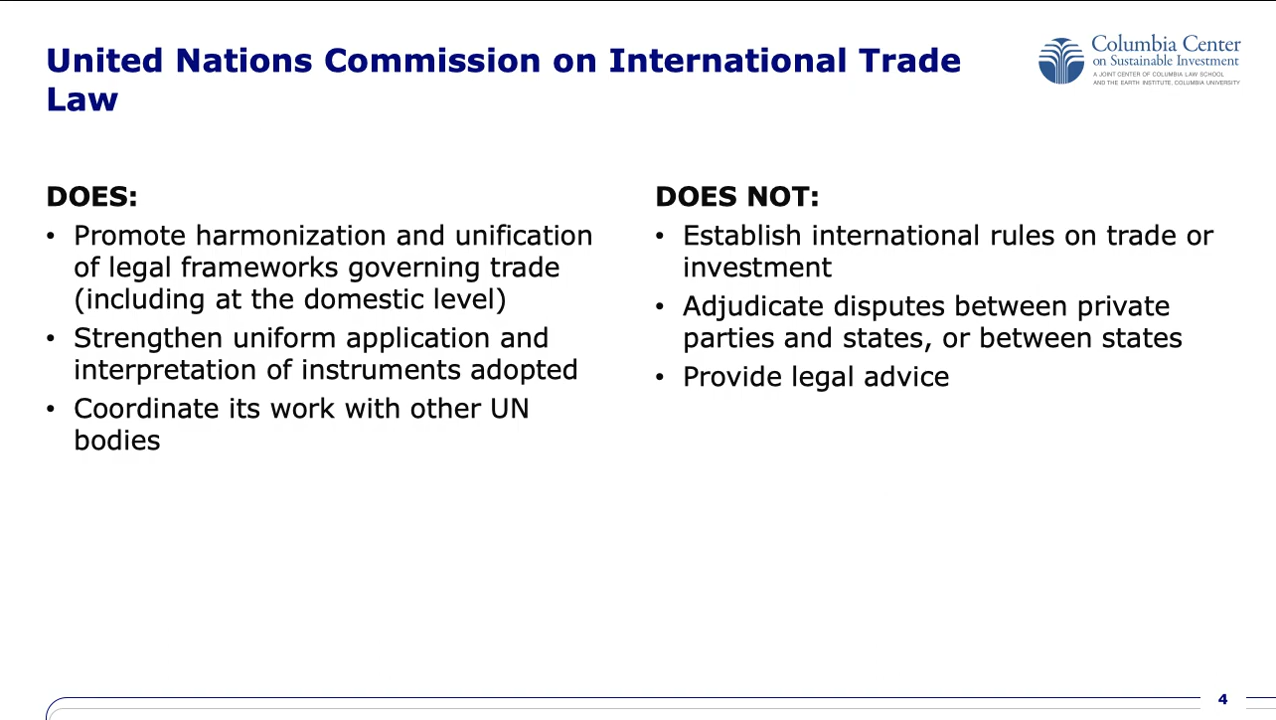 United Nations Commission on International Trade
Law
Columbia Center
on Sustainable Investment
A JOINT CENTER OF COLUMBIA LAW SCHOOL
AND THE EARTH INSTITUTE, COLUMBIA UNIVERSITY
DOES:
• Promote harmonization and unification
of legal frameworks governing trade
(including at the domestic level)
• Strengthen uniform application and
interpretation of instruments adopted
• Coordinate its work with other UN
bodies
DOES NOT:
• Establish international rules on trade or
investment
• Adjudicate disputes between private
parties and states, or between states
• Provide legal advice
4